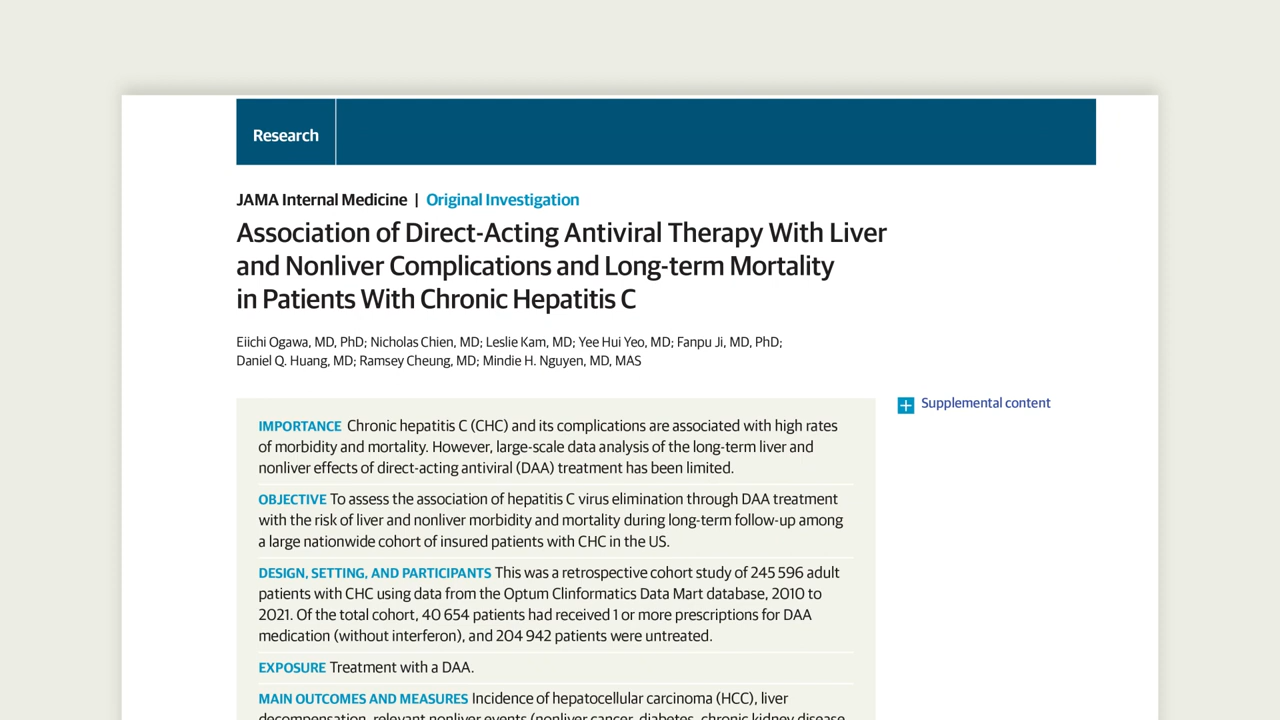 Research
JAMA Internal Medicine | Original Investigation
Association of Direct-Acting Antiviral Therapy With Liver
and Nonliver Complications and Long-term Mortality
in Patients With Chronic Hepatitis C
Eiichi Ogawa, MD, PhD; Nicholas Chien, MD; Leslie Kam, MD; Yee Hui Yeo, MD; Fanpu Ji, MD, PhD;
Daniel Q. Huang, MD; Ramsey Cheung, MD; Mindie H. Nguyen, MD, MAS
Supplemental content
IMPORTANCE Chronic hepatitis C (CHC) and its complications are associated with high rates
of morbidity and mortality. However, large-scale data analysis of the long-term liver and
nonliver effects of direct-acting antiviral (DAA) treatment has been limited.
OBJECTIVE To assess the association of hepatitis C virus elimination through DAA treatment
with the risk of liver and nonliver morbidity and mortality during long-term follow-up among
a large nationwide cohort of insured patients with CHC in the US.
DESIGN, SETTING, AND PARTICIPANTS This was a retrospective cohort study of 245 596 adult
patients with CHC using data from the Optum Clinformatics Data Mart database, 2010 to
2021. Of the total cohort, 40 654 patients had received 1 or more prescriptions for DAA
medication (without interferon), and 204 942 patients were untreated.
EXPOSURE Treatment with a DAA.
MAIN OUTCOMES AND MEASURES Incidence of hepatocellular carcinoma (HCC), liver
decompensation, relevant nonliver events (nonliver cancer, diabetes, chronic kidney disease,